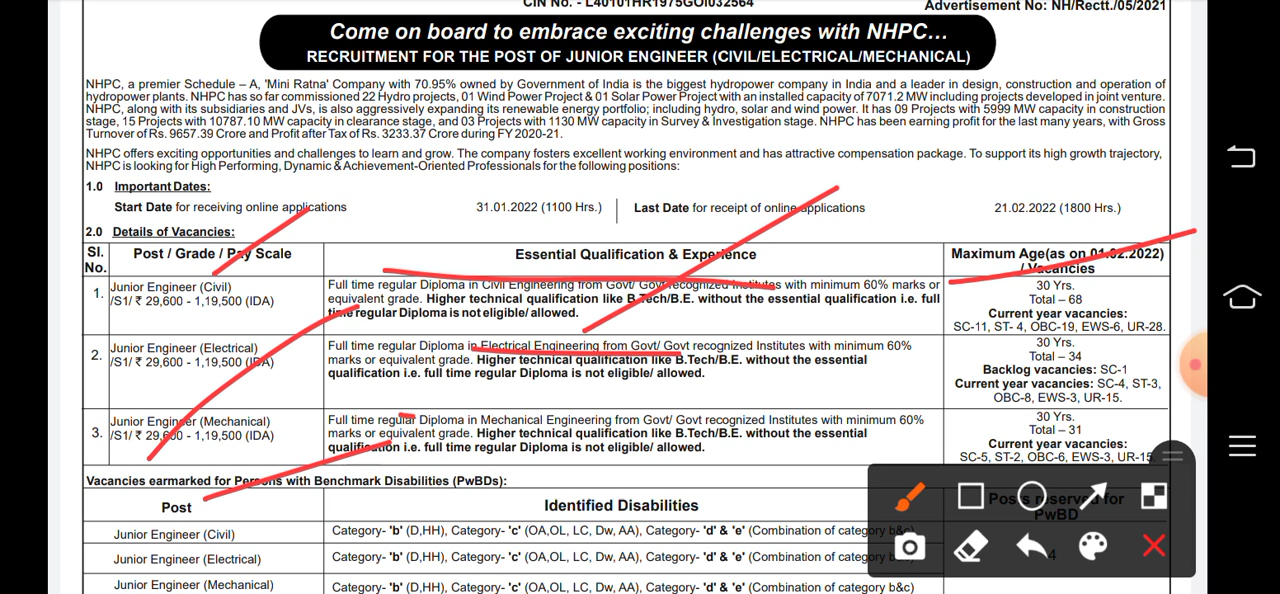 CIN No. - L40101HR1975GOI032564
Advertisement No: NH/Rectt./05/2021
Come on board to embrace exciting challenges with NHPC...
RECRUITMENT FOR THE POST OF JUNIOR ENGINEER (CIVIL/ELECTRICAL/MECHANICAL)
NHPC, a premier Schedule – A, 'Mini Ratna' Company with 70.95% owned by Government of India is the biggest hydropower company in India and a leader in design, construction and operation of
hydropower plants. NHPC has so far commissioned 22 Hydro projects, 01 Wind Power Project & 01 Solar Power Project with an installed capacity of 7071.2 MW including projects developed in joint venture.
NHPC, along with its subsidiaries and JVs, is also aggressively expanding its renewable energy portfolio; including hydro, solar and wind power. It has 09 Projects with 5999 MW capacity in construction
stage, 15 Projects with 10787.10 MW capacity in clearance stage, and 03 Projects with 1130 MW capacity in Survey & Investigation stage. NHPC has been earning profit for the last many years, with Gross
Turnover of Rs. 9657.39 Crore and Profit after Tax of Rs. 3233.37 Crore during FY 2020-21.
NHPC offers exciting opportunities and challenges to learn and grow. The company fosters excellent working environment and has attractive compensation package. To support its high growth trajectory,
NHPC is looking for High Performing, Dynamic & Achievement-Oriented Professionals for the following positions:
1.0 Important Dates:
Start Date for receiving online applications 31.01.2022 (1100 Hrs.) Last Date for receipt of online applications 21.02.2022 (1800 Hrs.)
2.0 Details of Vacancies:
Sl. No. Post / Grade / Pay Scale Essential Qualification & Experience Maximum Age(as on 01.02.2022) / Vacancies
1. Junior Engineer (Civil)
/S1/ ₹ 29,600 - 1,19,500 (IDA)
Full time regular Diploma in Civil Engineering from Govt/ Govt recognized Institutes with minimum 60% marks or
equivalent grade. Higher technical qualification like B.Tech/B.E. without the essential qualification i.e. full
time regular Diploma is not eligible/ allowed.
30 Yrs.
Total – 68
Current year vacancies:
SC-11, ST- 4, OBC-19, EWS-6, UR-28.
2. Junior Engineer (Electrical)
/S1/ ₹ 29,600 - 1,19,500 (IDA)
Full time regular Diploma in Electrical Engineering from Govt/ Govt recognized Institutes with minimum 60%
marks or equivalent grade. Higher technical qualification like B.Tech/B.E. without the essential
qualification i.e. full time regular Diploma is not eligible/ allowed.
30 Yrs.
Total – 34
Backlog vacancies: SC-1
Current year vacancies: SC-4, ST-3,
OBC-8, EWS-3, UR-15.
3. Junior Engineer (Mechanical)
/S1/ ₹ 29,600 - 1,19,500 (IDA)
Full time regular Diploma in Mechanical Engineering from Govt/ Govt recognized Institutes with minimum 60%
marks or equivalent grade. Higher technical qualification like B.Tech/B.E. without the essential
qualification i.e. full time regular Diploma is not eligible/ allowed.
30 Yrs.
Total – 31
Current year vacancies:
SC-5, ST-2, OBC-6, EWS-3, UR-15.
Vacancies earmarked for Persons with Benchmark Disabilities (PwBDs):
Post Identified Disabilities Posts reserved for PwBD
Junior Engineer (Civil) Category- 'b' (D,HH), Category- 'c' (OA,OL, LC, Dw, AA), Category- 'd' & 'e' (Combination of category b&c)
Junior Engineer (Electrical) Category- 'b' (D,HH), Category- 'c' (OA,OL, LC, Dw, AA), Category- 'd' & 'e' (Combination of category b&c) 4
Junior Engineer (Mechanical) Category- 'b' (D,HH), Category- 'c' (OA,OL, LC, Dw, AA), Category- 'd' & 'e' (Combination of category b&c)